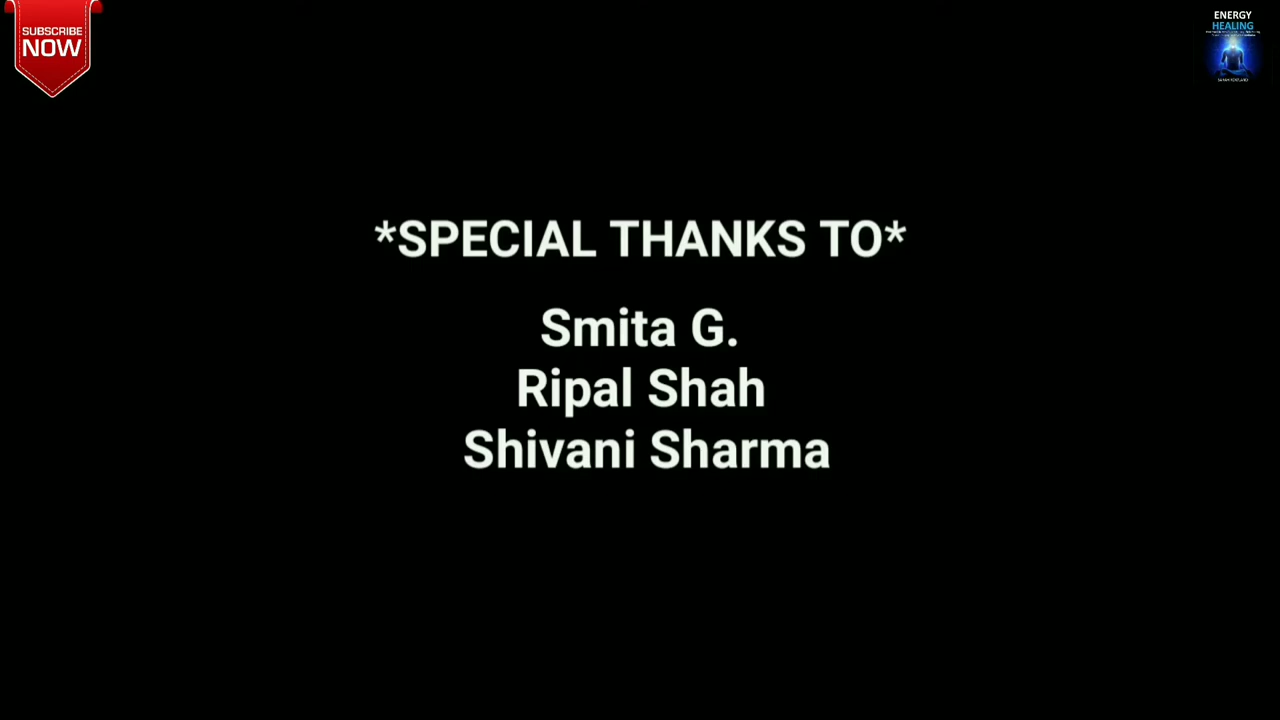 SUBSCRIBE
NOW
ENERGY
HEALING
*SPECIAL THANKS TO*
Smita G.
Ripal Shah
Shivani Sharma